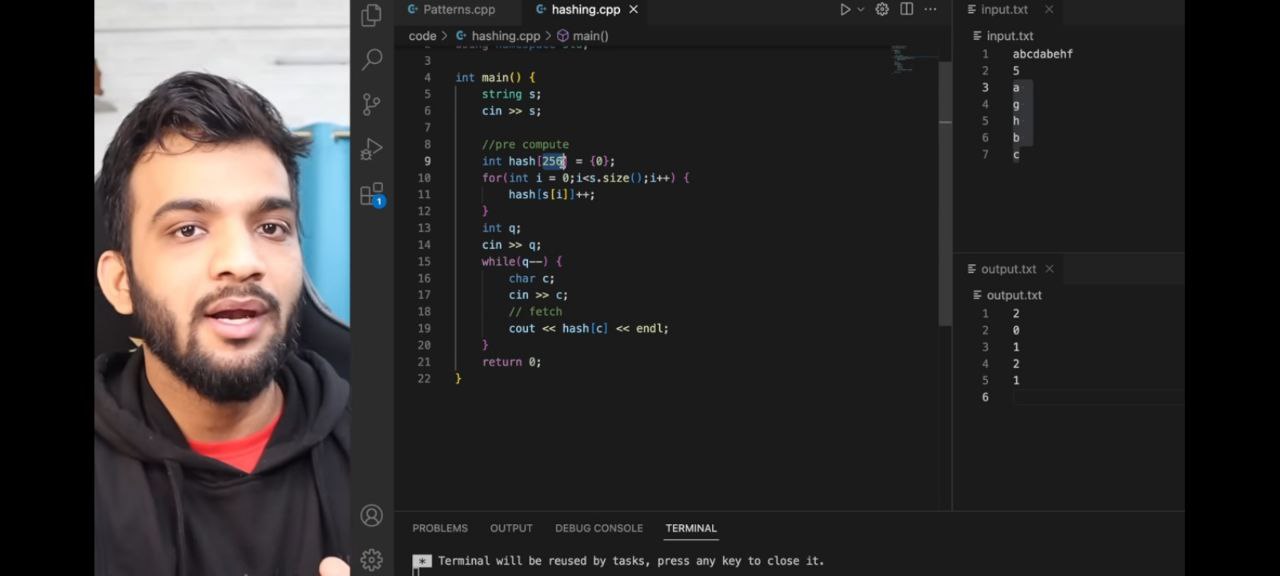 Patterns.cpp
hashing.cpp
code > hashing.cpp > main()
3
4 int main() {
5 string s;
6 cin >> s;
7
8 //pre compute
9 int hash[256] = {0};
10 for(int i = 0;i<s.size();i++) {
11 hash[s[i]]++;
12 }
13 int q;
14 cin >> q;
15 while(q--) {
16 char c;
17 cin >> c;
18 // fetch
19 cout << hash[c] << endl;
20 }
21 return 0;
22 }
1
PROBLEMS OUTPUT DEBUG CONSOLE TERMINAL
* Terminal will be reused by tasks, press any key to close it.
input.txt
input.txt
1 abcdabehf
2 5
3 a
4 g
5 h
6 b
7 c
output.txt
output.txt
1 2
2 0
3 1
4 2
5 1
6